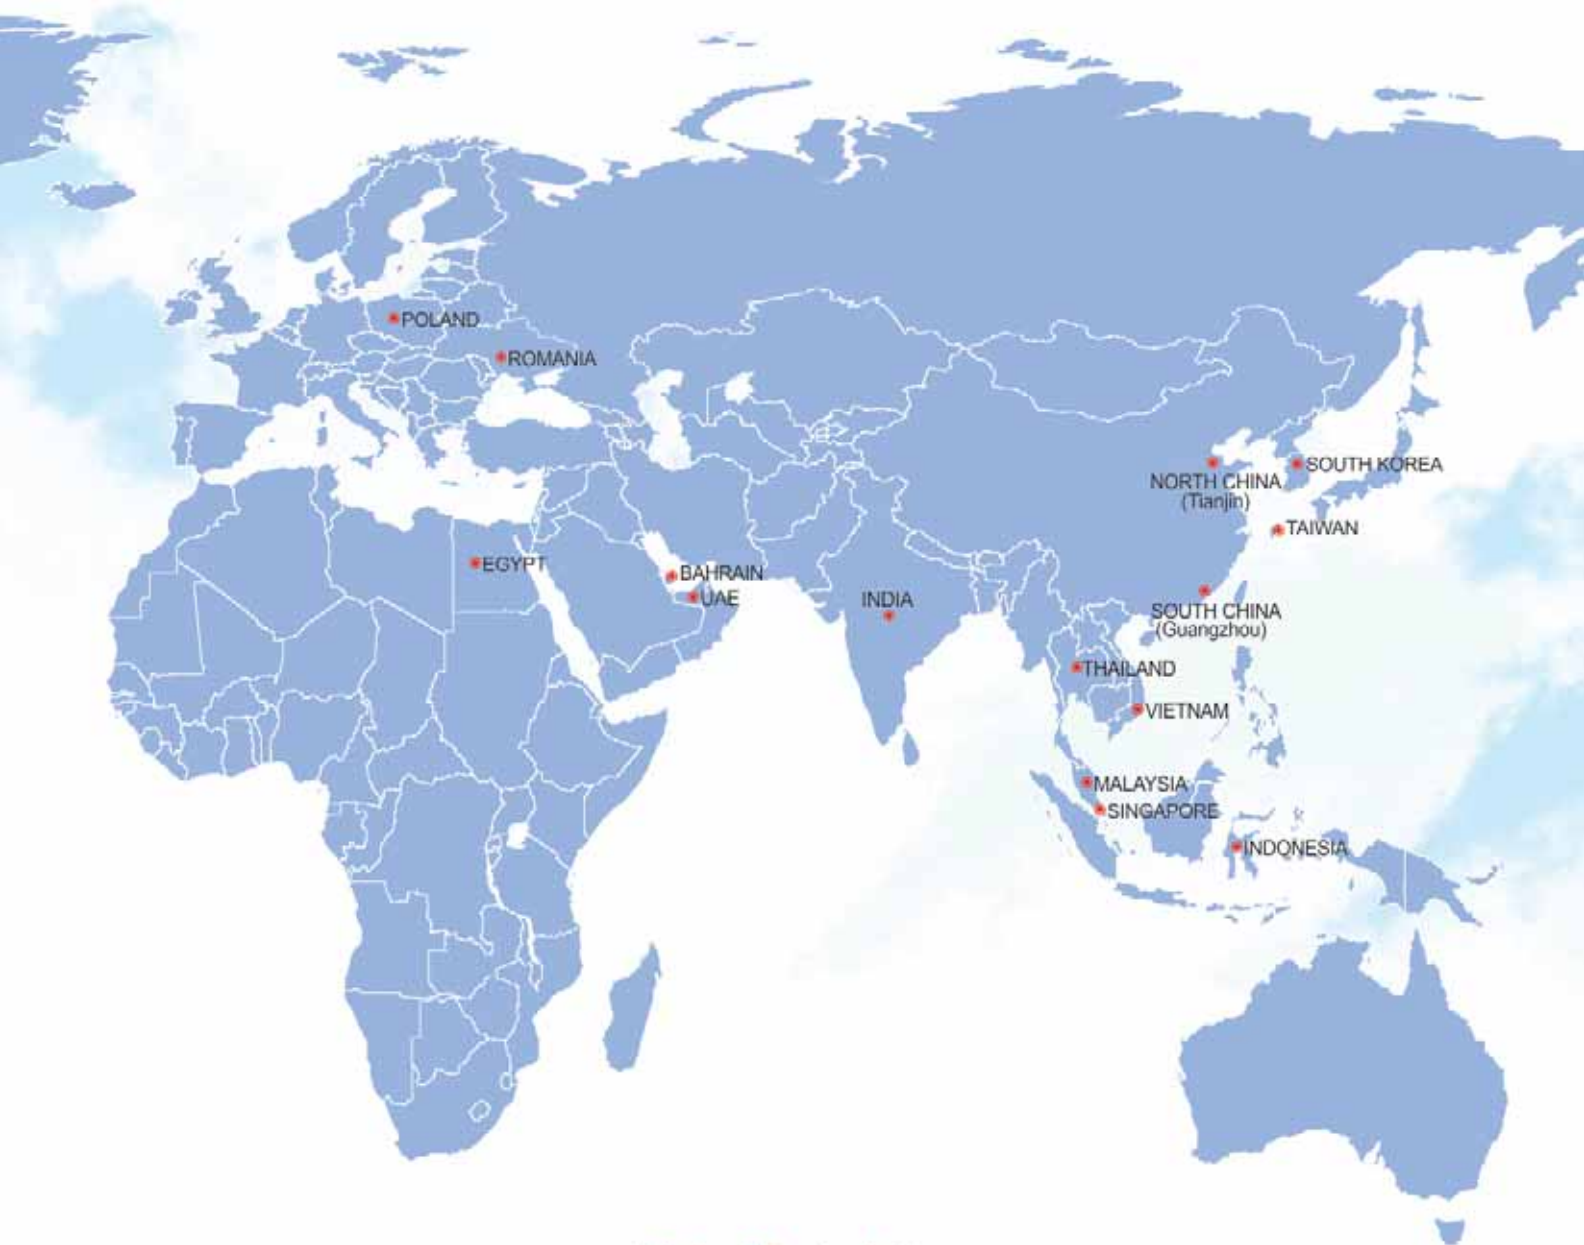 POLAND
ROMANIA
SOUTH KOREA
NORTH CHINA
(Tianjin)
TAIWAN
EGYPT
BAHRAIN
UAE
INDIA
SOUTH CHINA
(Guangzhou)
THAILAND
VIETNAM
MALAYSIA
SINGAPORE
INDONESIA